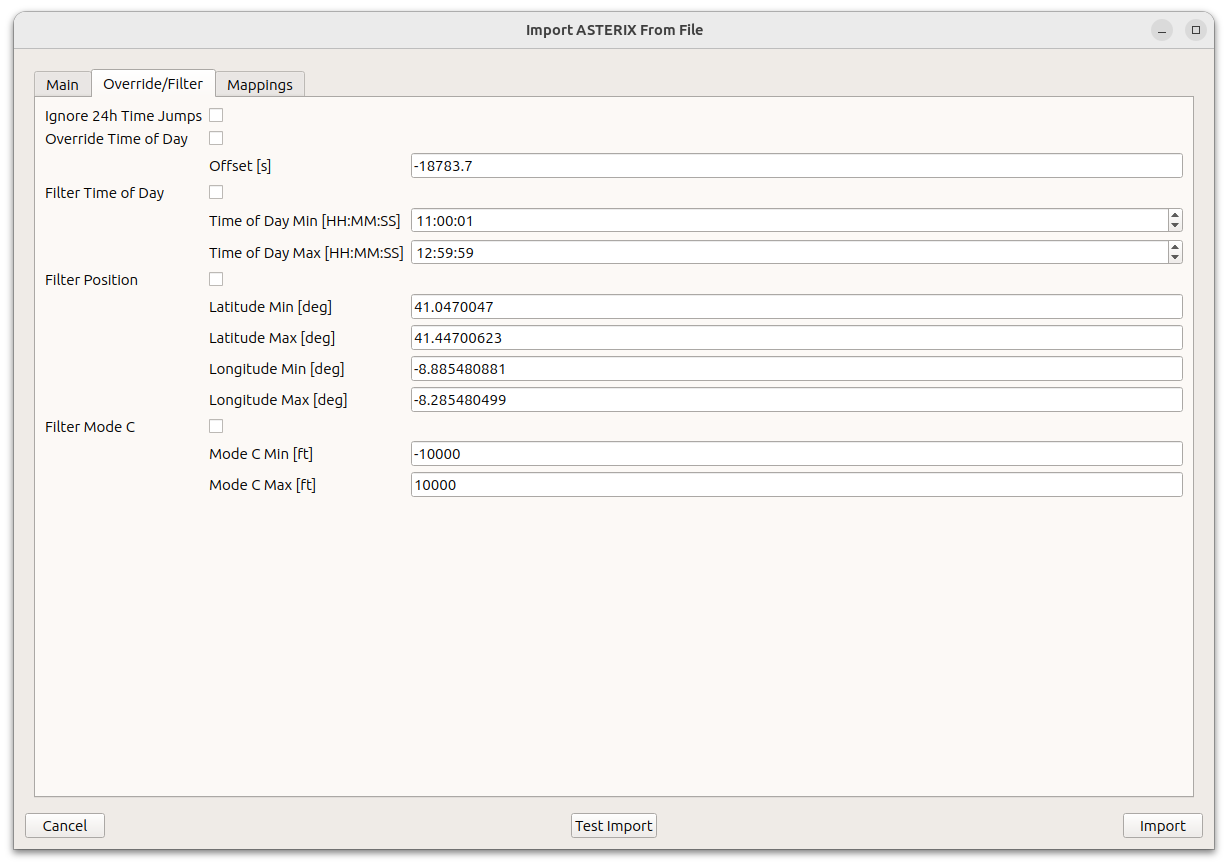 Import ASTERIX From File
Main Override/Filter Mappings
Ignore 24h Time Jumps
Override Time of Day
Offset [s] -18783.7
Filter Time of Day
Time of Day Min [HH:MM:SS] 11:00:01
Time of Day Max [HH:MM:SS] 12:59:59
Filter Position
Latitude Min [deg] 41.0470047
Latitude Max [deg] 41.44700623
Longitude Min [deg] -8.885480881
Longitude Max [deg] -8.285480499
Filter Mode C
Mode C Min [ft] -10000
Mode C Max [ft] 10000
Cancel Test Import Import